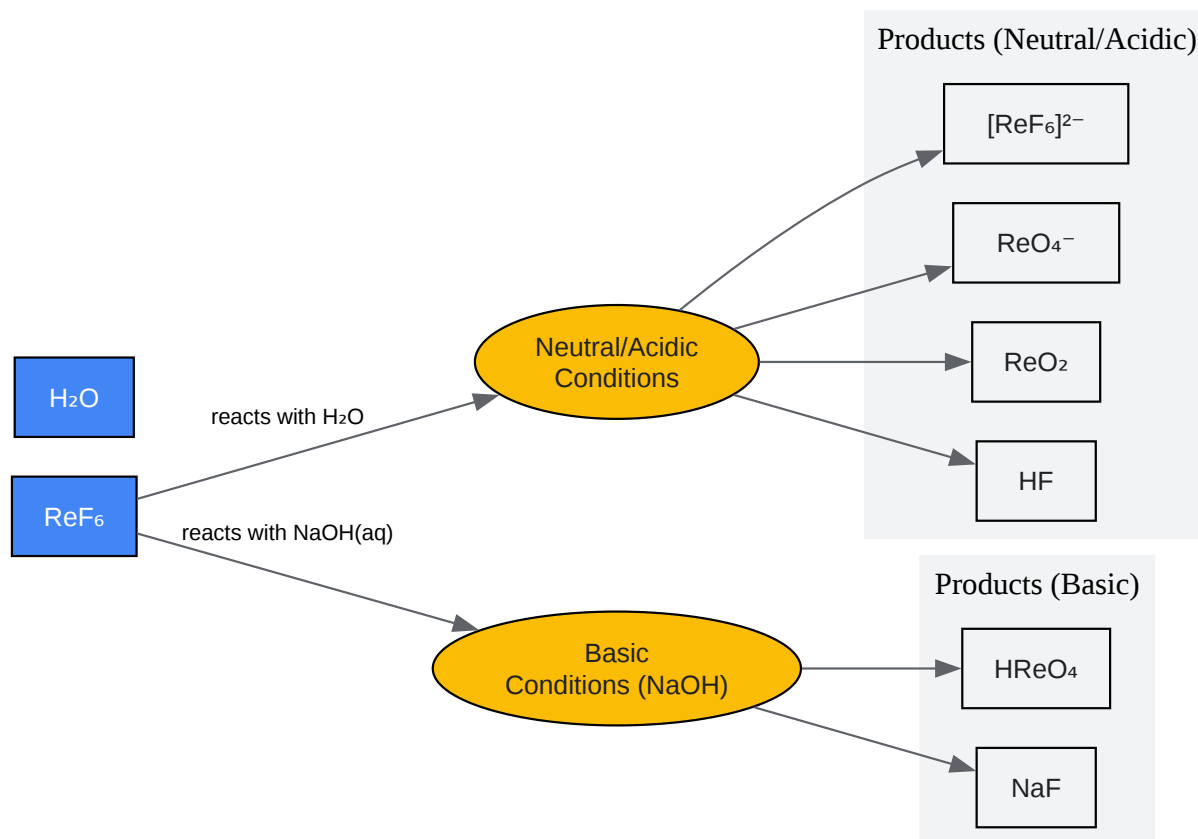 Products (Neutral/Acidic)
[ReF₆]²⁻
ReO₄⁻
ReO₂
HF
Neutral/Acidic
Conditions
H₂O
reacts with H₂O
ReF₆
reacts with NaOH(aq)
Basic
Conditions (NaOH)
Products (Basic)
HReO₄
NaF